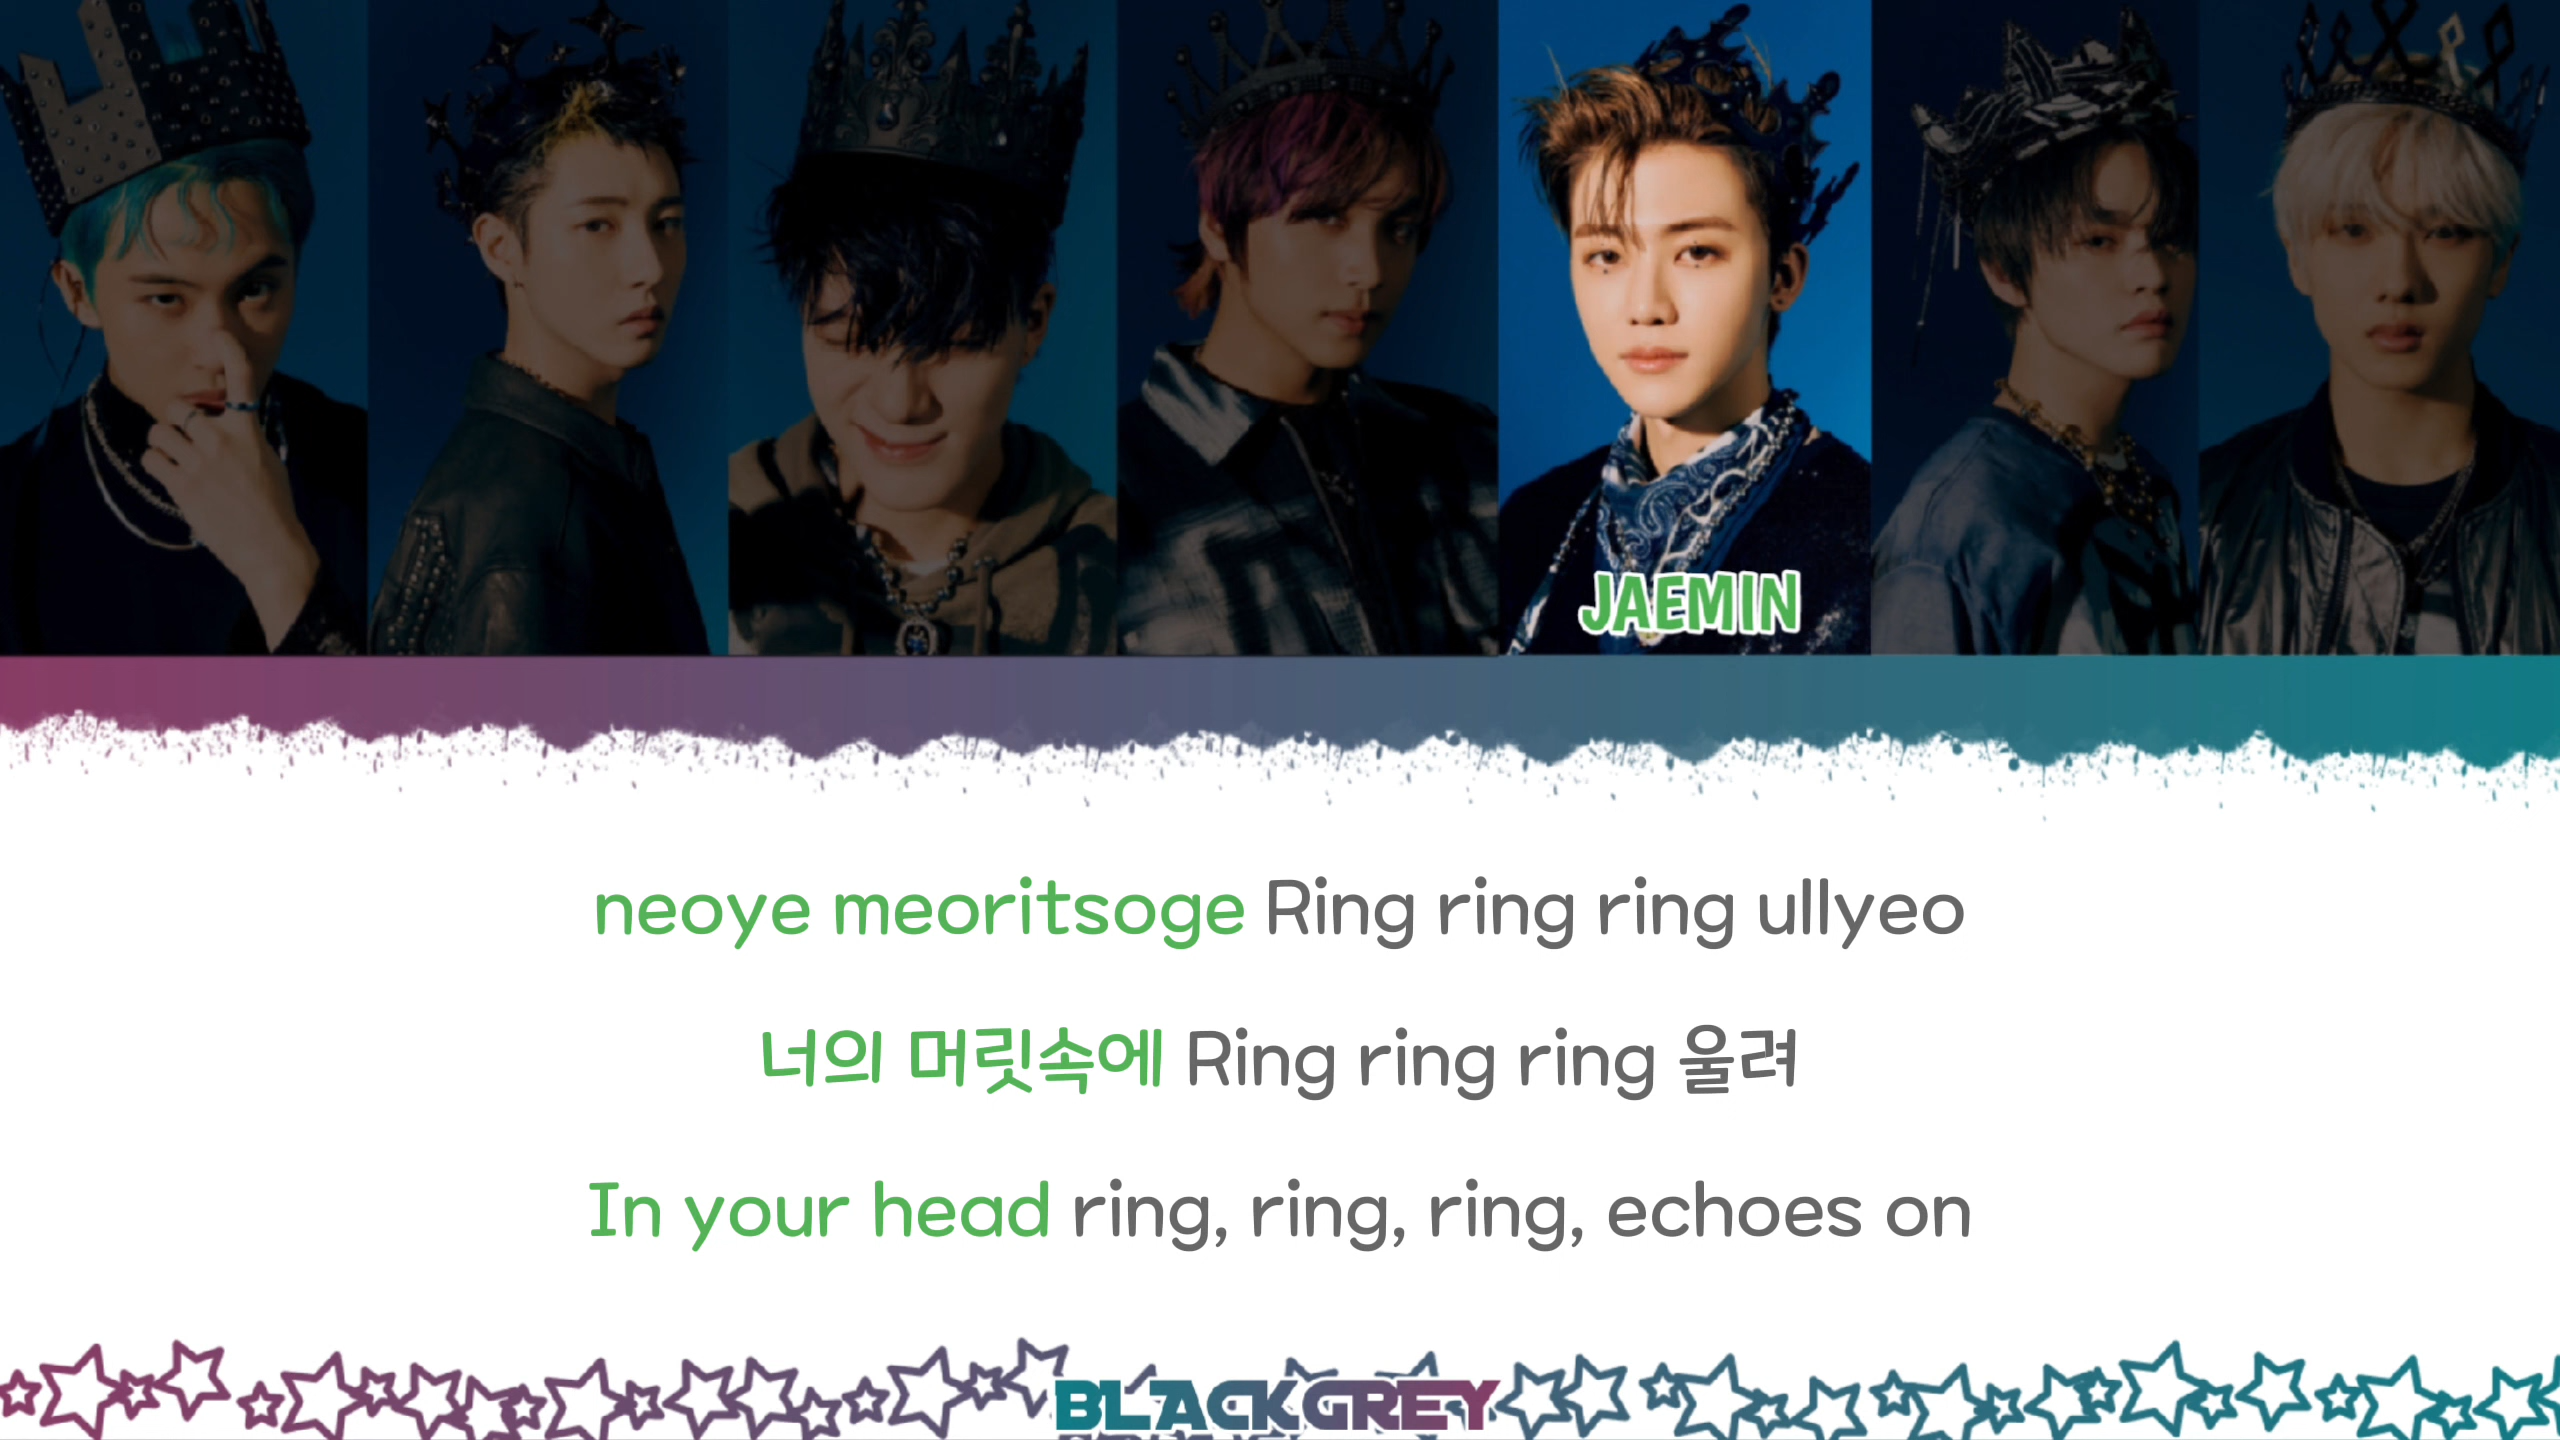 JAEMIN
neoye meoritsoge Ring ring ring ullyeo
너의 머릿속에 Ring ring ring 울려
In your head ring, ring, ring, echoes on
BLACKGREY